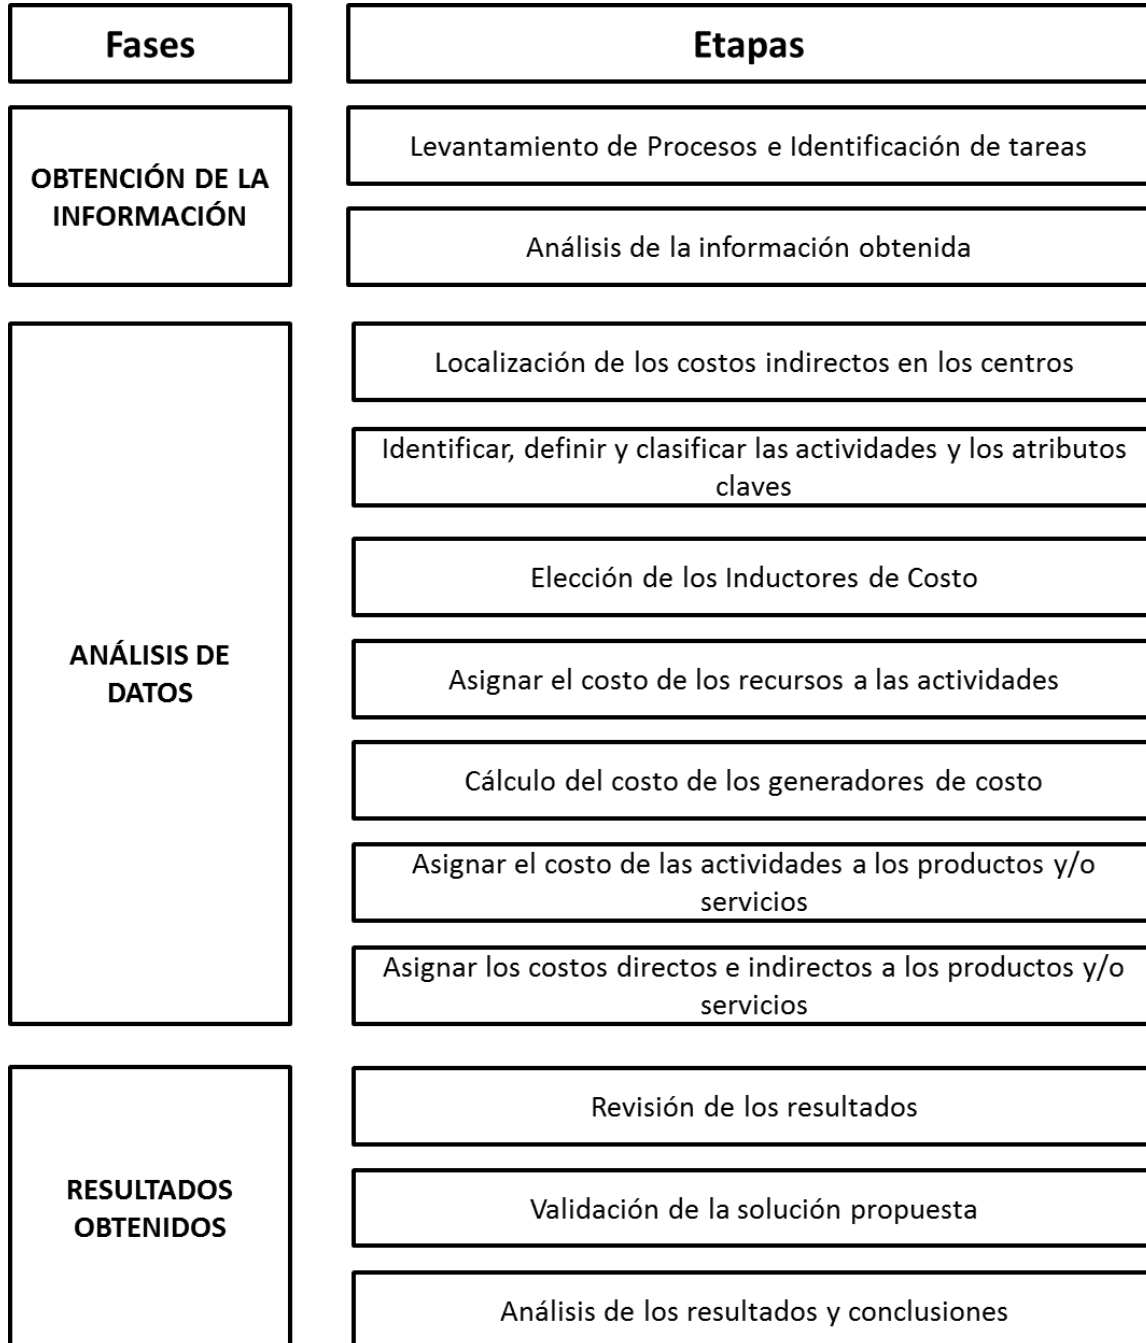 Fases
Etapas
OBTENCIÓN DE LA
INFORMACIÓN
Levantamiento de Procesos e Identificación de tareas
Análisis de la información obtenida
ANÁLISIS DE
DATOS
Localización de los costos indirectos en los centros
Identificar, definir y clasificar las actividades y los atributos
claves
Elección de los Inductores de Costo
Asignar el costo de los recursos a las actividades
Cálculo del costo de los generadores de costo
Asignar el costo de las actividades a los productos y/o
servicios
Asignar los costos directos e indirectos a los productos y/o
servicios
RESULTADOS
OBTENIDOS
Revisión de los resultados
Validación de la solución propuesta
Análisis de los resultados y conclusiones